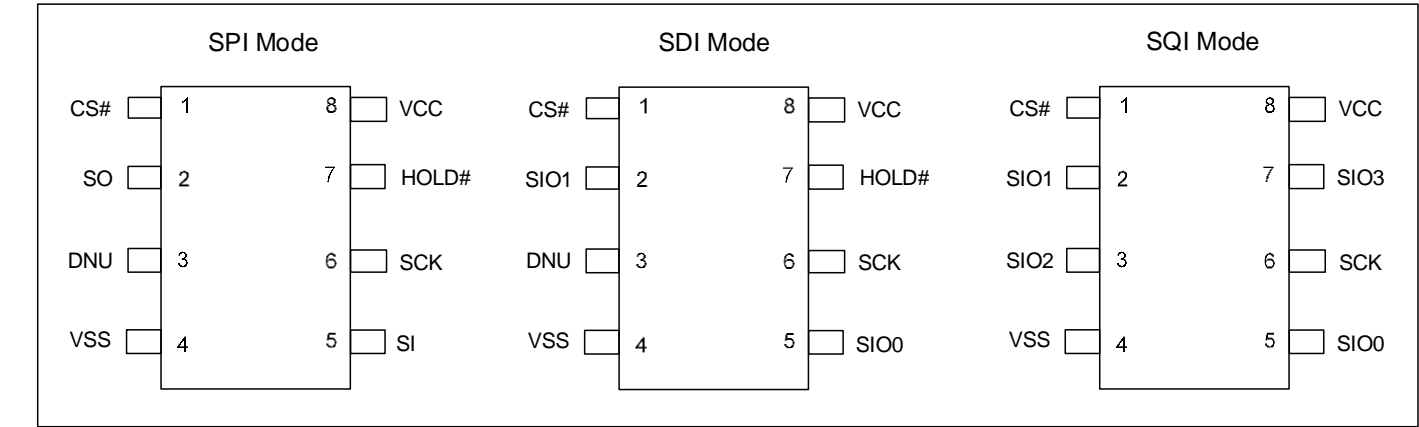 SPI Mode SDI Mode SQI Mode
CS# 1 8 VCC CS# 1 8 VCC CS# 1 8 VCC
SO 2 7 HOLD# SIO1 2 7 HOLD# SIO1 2 7 SIO3
DNU 3 6 SCK DNU 3 6 SCK SIO2 3 6 SCK
VSS 4 5 SI VSS 4 5 SIO0 VSS 4 5 SIO0